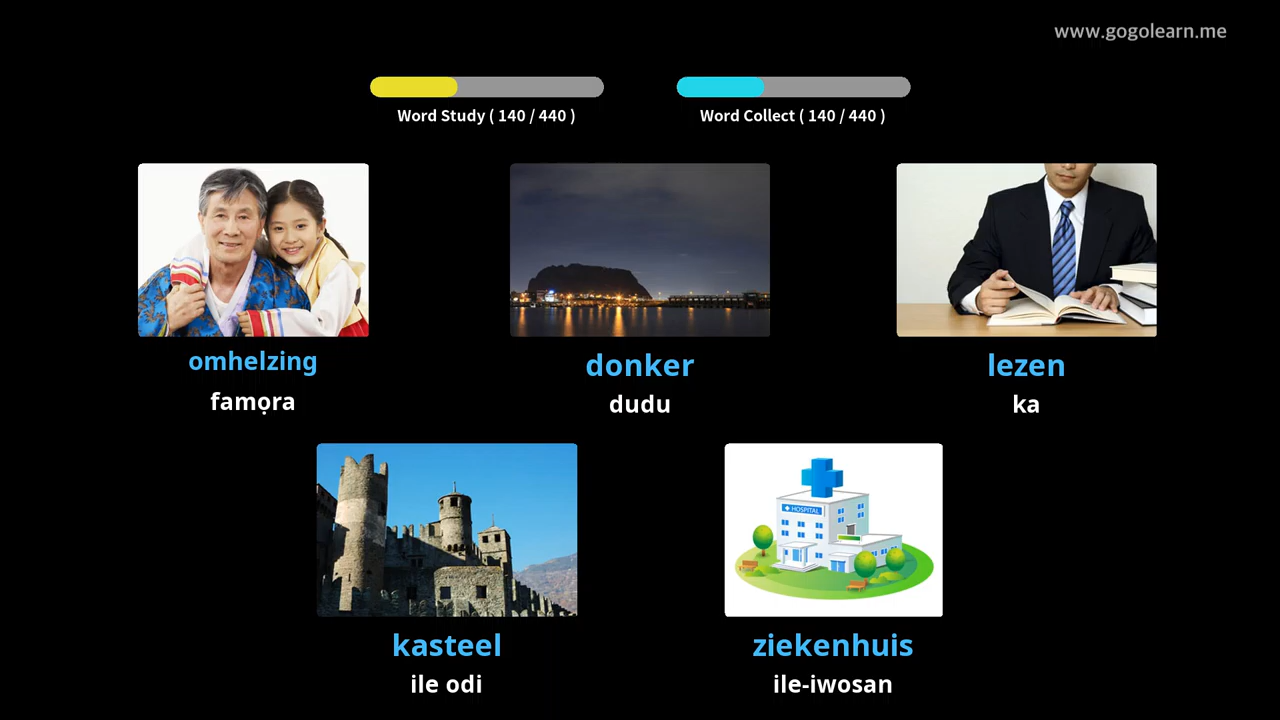 www.gogolearn.me
Word Study ( 140 / 440 )
Word Collect ( 140 / 440 )
omhelzing
famọra
donker
dudu
lezen
ka
HOSPITAL
kasteel
ile odi
ziekenhuis
ile-iwosan